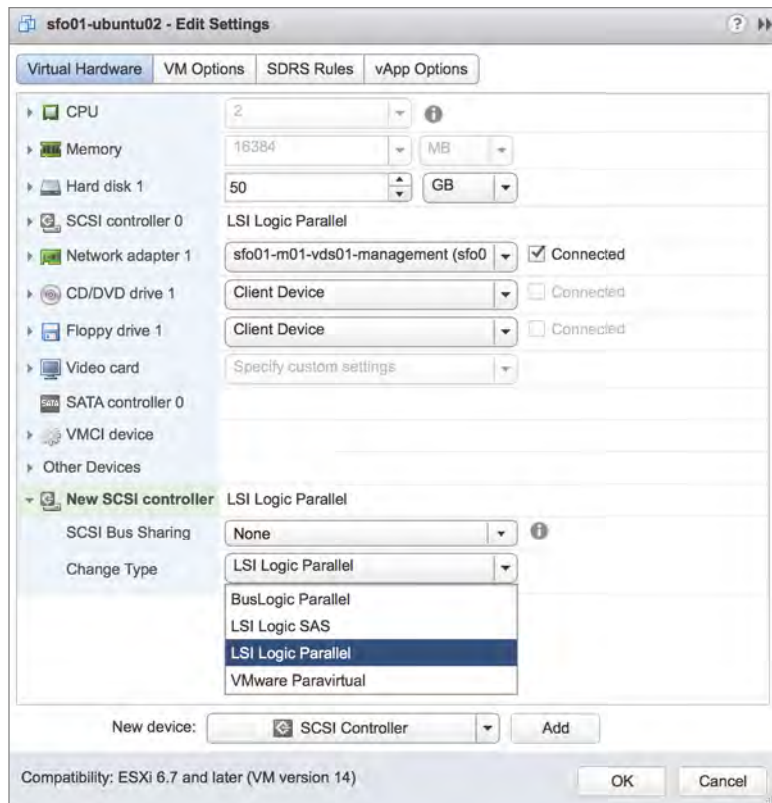 sfo01-ubuntu02 - Edit Settings ?
Virtual Hardware VM Options SDRS Rules vApp Options
CPU 2
Memory 16384 MB
Hard disk 1 50 GB
SCSI controller 0 LSI Logic Parallel
Network adapter 1 sfo01-m01-vds01-management (sfo0 Connected
CD/DVD drive 1 Client Device Connected
Floppy drive 1 Client Device Connected
Video card Specify custom settings
SATA SATA controller 0
VMCI device
Other Devices
New SCSI controller LSI Logic Parallel
SCSI Bus Sharing None
Change Type LSI Logic Parallel
BusLogic Parallel
LSI Logic SAS
LSI Logic Parallel
VMware Paravirtual
New device: SCSI Controller Add
Compatibility: ESXi 6.7 and later (VM version 14) OK Cancel